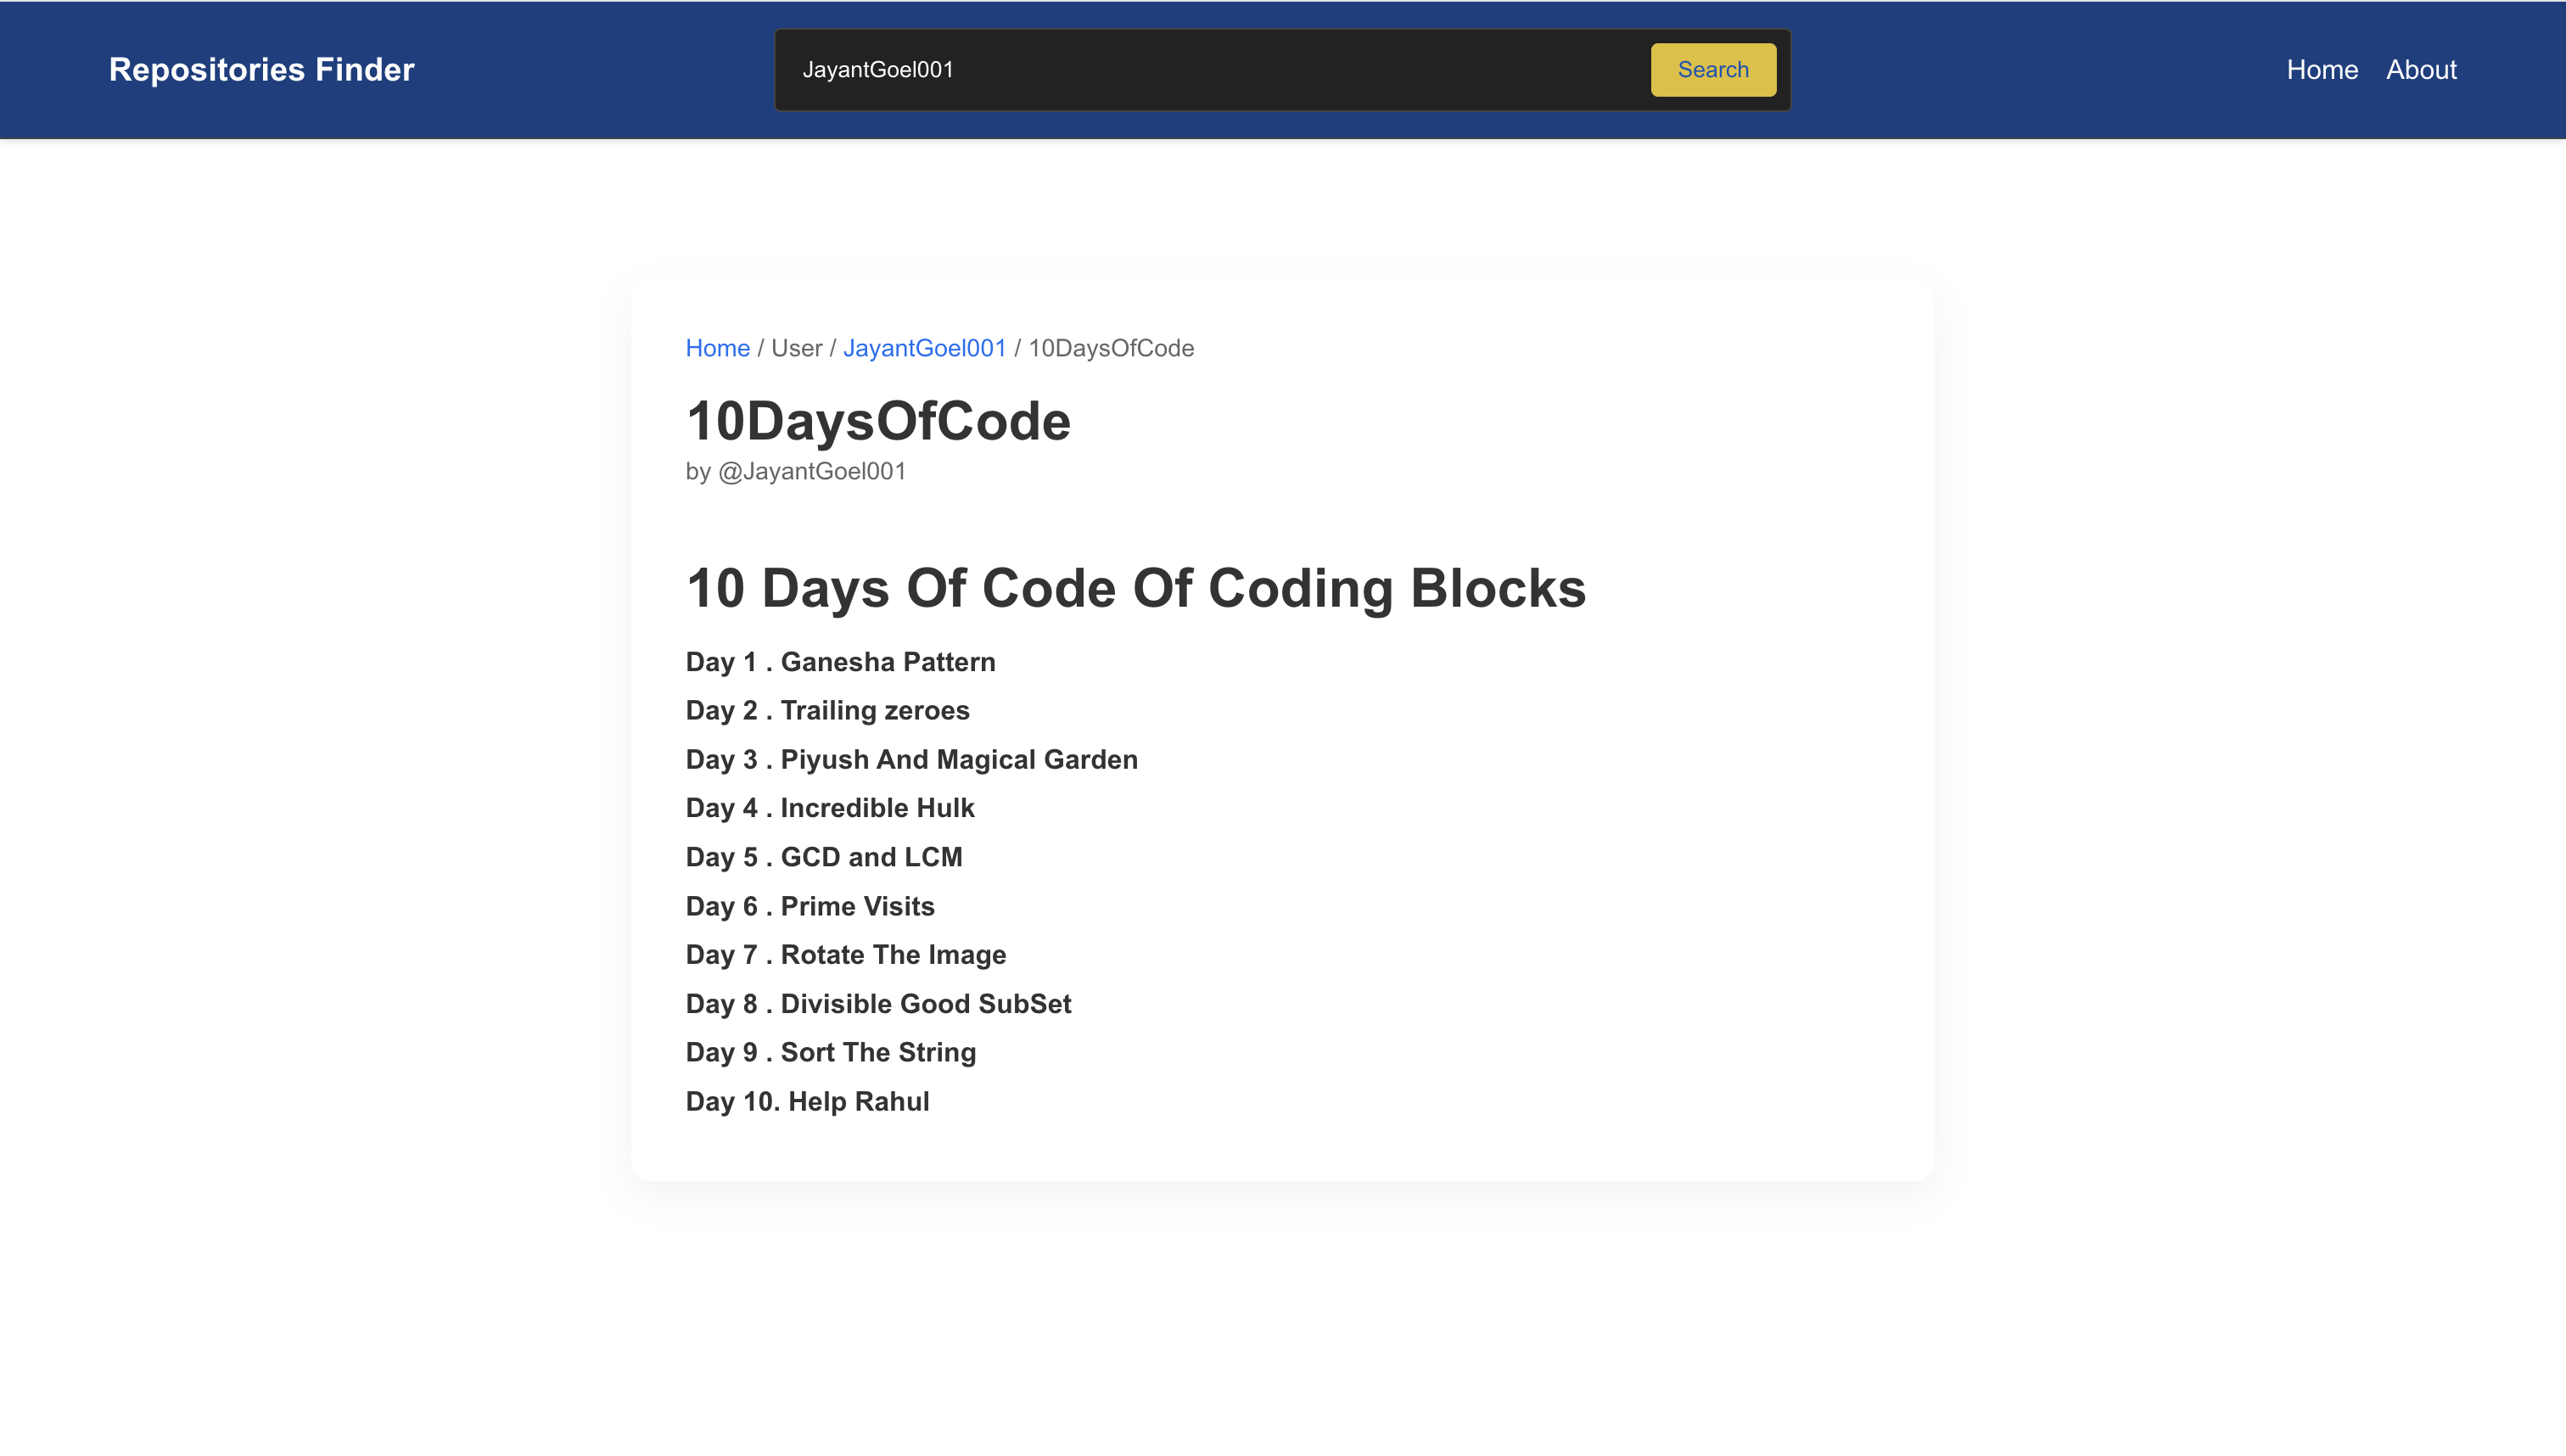 Repositories Finder
JayantGoel001
Search
Home
About
Home / User / JayantGoel001 / 10DaysOfCode
10DaysOfCode
by @JayantGoel001
10 Days Of Code Of Coding Blocks
Day 1 . Ganesha Pattern
Day 2 . Trailing zeroes
Day 3 . Piyush And Magical Garden
Day 4 . Incredible Hulk
Day 5 . GCD and LCM
Day 6 . Prime Visits
Day 7 . Rotate The Image
Day 8 . Divisible Good SubSet
Day 9 . Sort The String
Day 10. Help Rahul